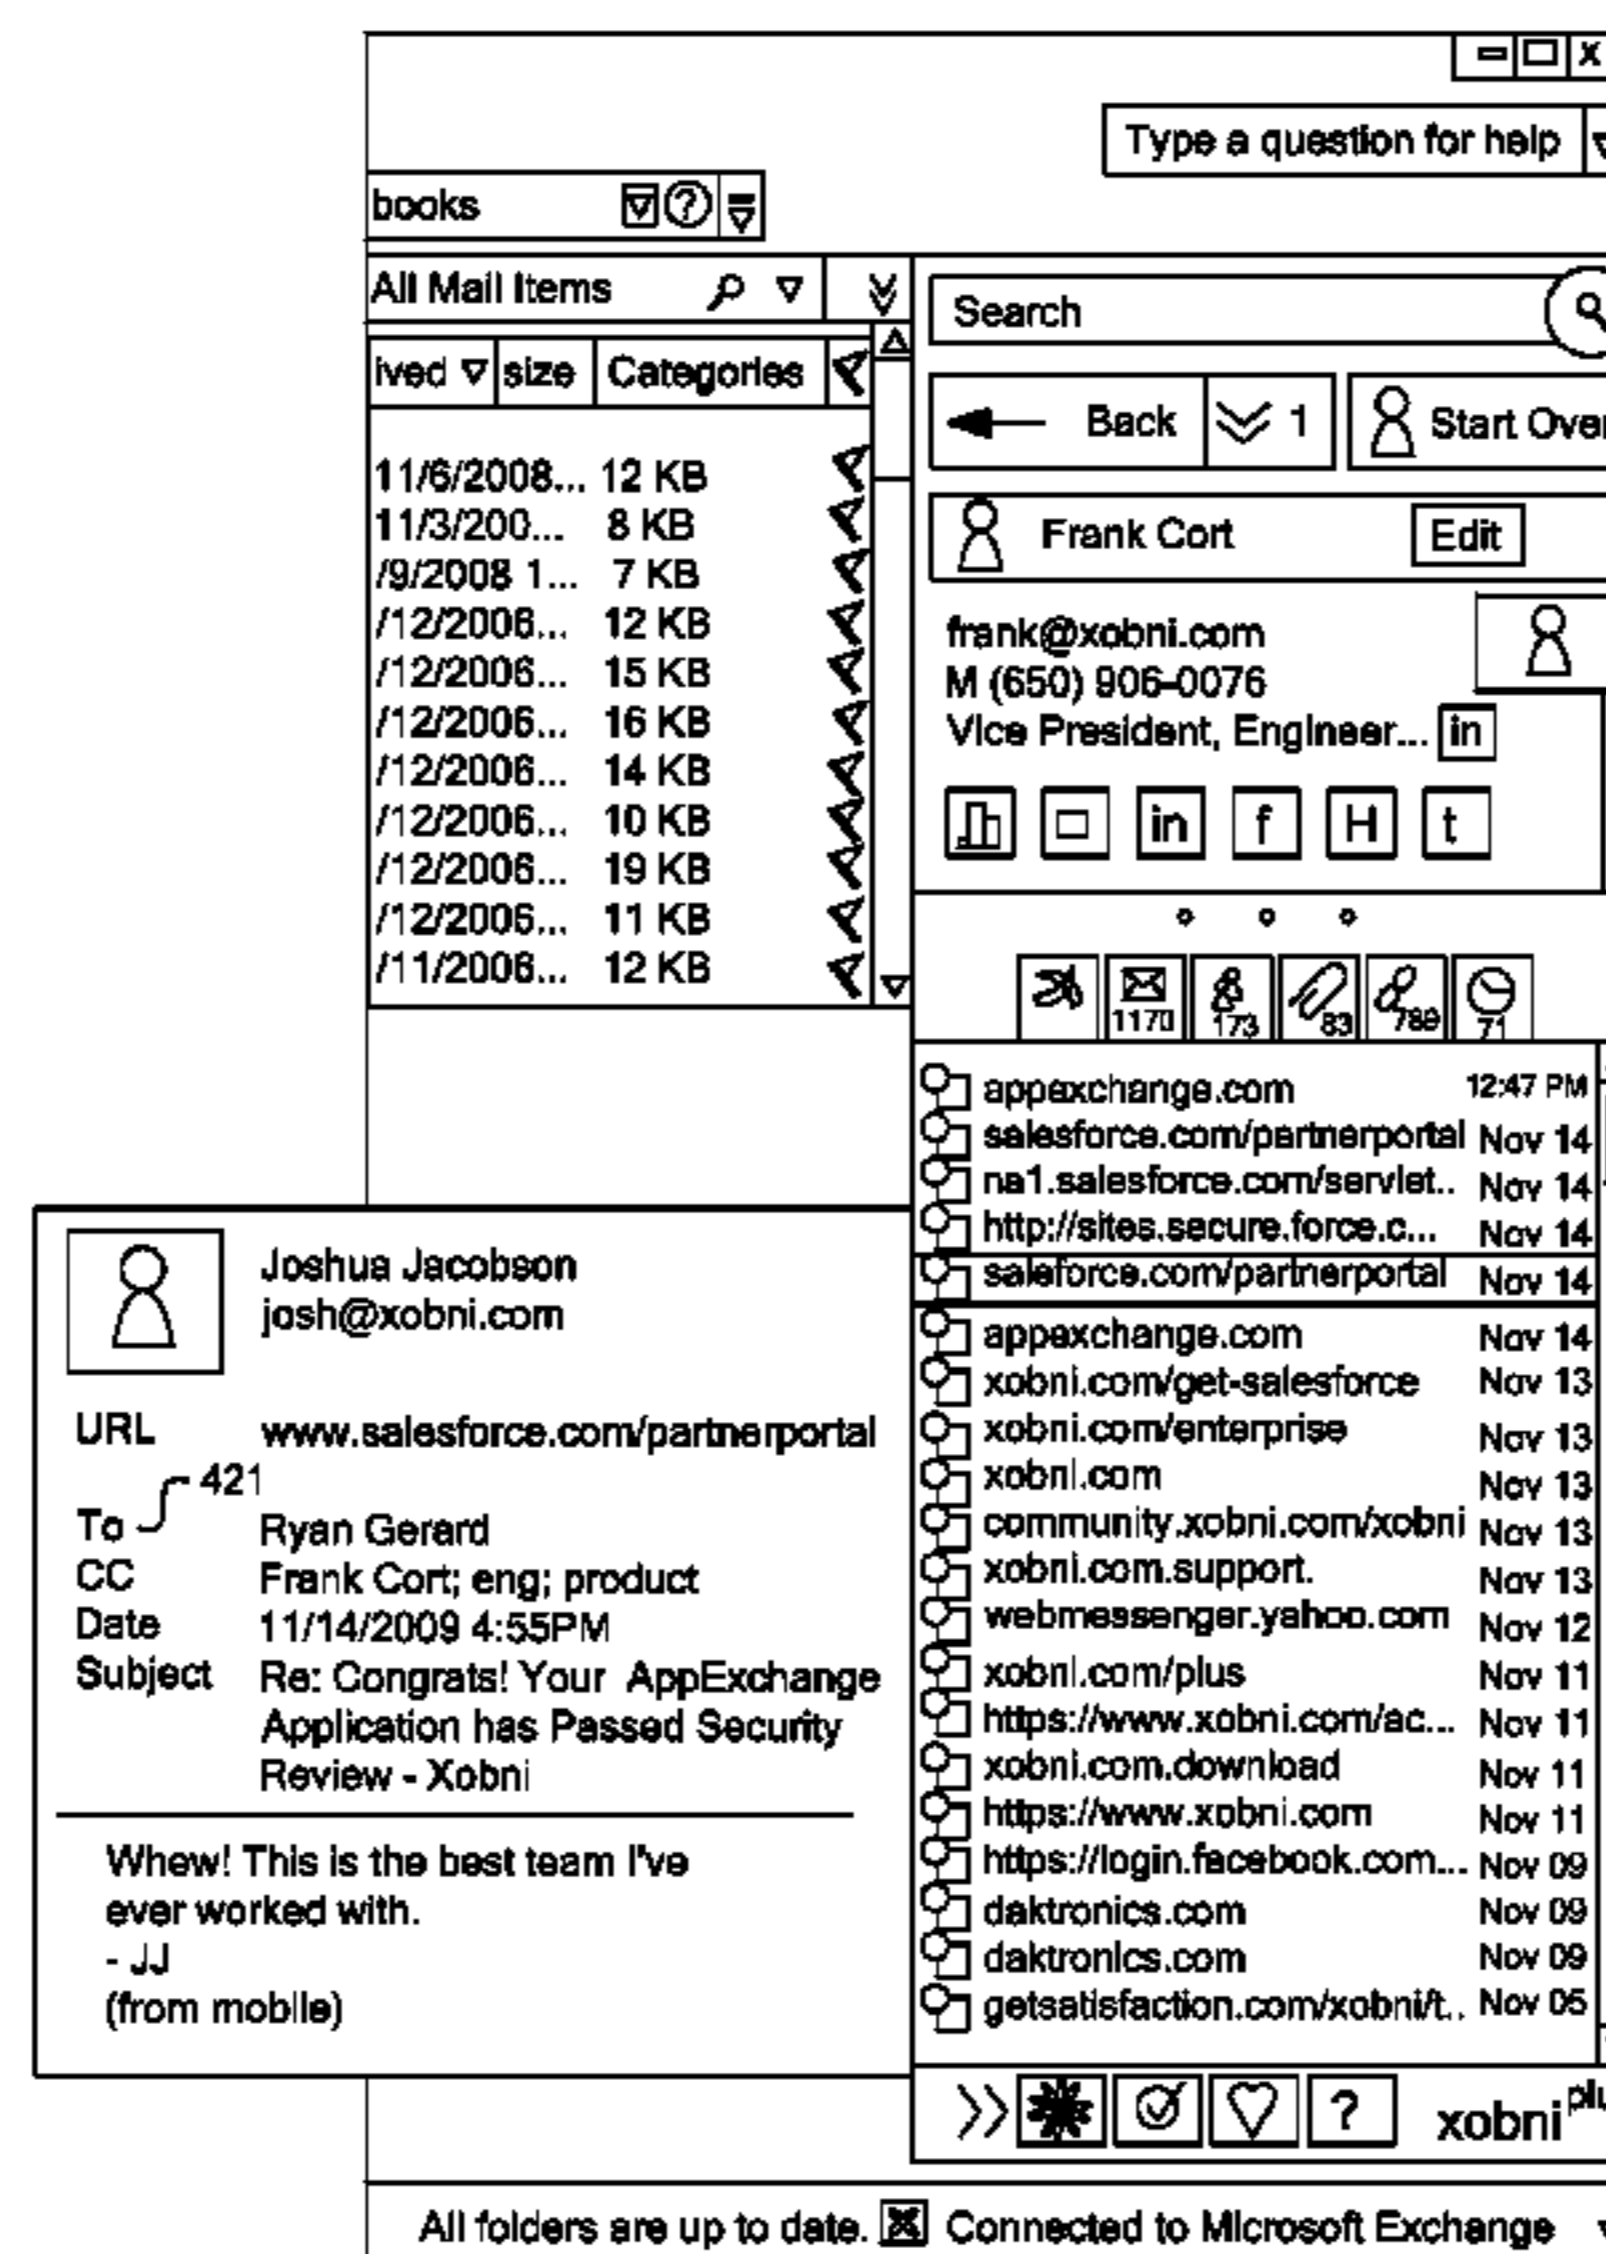 Type a question for help
books
All Mail Items
Search
ived size Categories
Back 1 Start Over
11/6/2008... 12 KB
11/3/200... 8 KB
/9/2008 1... 7 KB
/12/2006... 12 KB
/12/2006... 15 KB
/12/2006... 16 KB
/12/2006... 14 KB
/12/2006... 10 KB
/12/2006... 19 KB
/12/2006... 11 KB
/11/2006... 12 KB
Frank Cort Edit
frank@xobni.com
M (650) 906-0076
Vice President, Engineer... in
in f H t
1170 173 83 789 71
appexchange.com 12:47 PM
salesforce.com/partnerportal Nov 14
na1.salesforce.com/servlet.. Nov 14
http://sites.secure.force.c... Nov 14
saleforce.com/partnerportal Nov 14
appexchange.com Nov 14
xobni.com/get-salesforce Nov 13
xobni.com/enterprise Nov 13
xobni.com Nov 13
community.xobni.com/xobni Nov 13
xobni.com.support. Nov 13
webmessenger.yahoo.com Nov 12
xobni.com/plus Nov 11
https://www.xobni.com/ac... Nov 11
xobni.com.download Nov 11
https://www.xobni.com Nov 11
https://login.facebook.com... Nov 09
daktronics.com Nov 09
daktronics.com Nov 09
getsatisfaction.com/xobni/t.. Nov 05
Joshua Jacobson
josh@xobni.com
URL www.salesforce.com/partnerportal
421
To Ryan Gerard
CC Frank Cort; eng; product
Date 11/14/2009 4:55PM
Subject Re: Congrats! Your AppExchange
Application has Passed Security
Review - Xobni
Whew! This is the best team I've
ever worked with.
- JJ
(from mobile)
? xobni plu
All folders are up to date. Connected to Microsoft Exchange